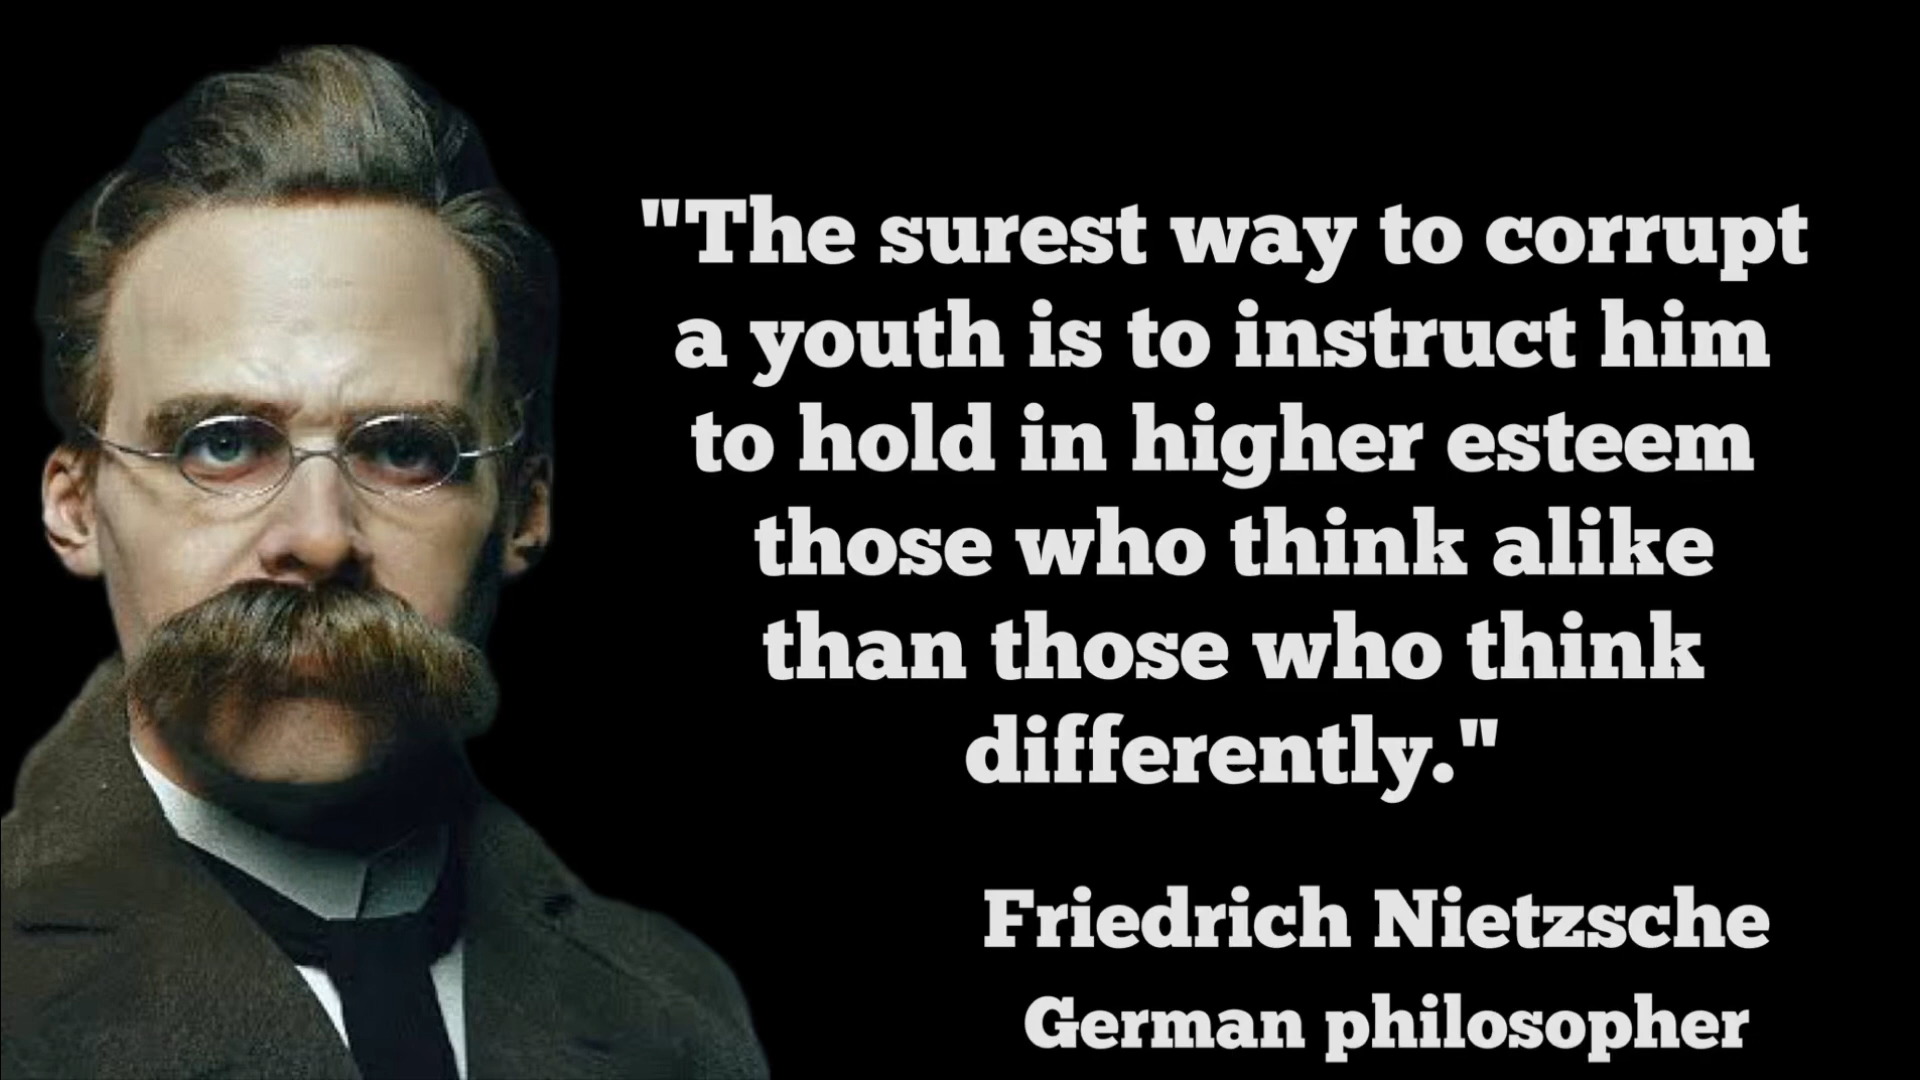 "The surest way to corrupt
a youth is to instruct him
to hold in higher esteem
those who think alike
than those who think
differently."
Friedrich Nietzsche
German philosopher